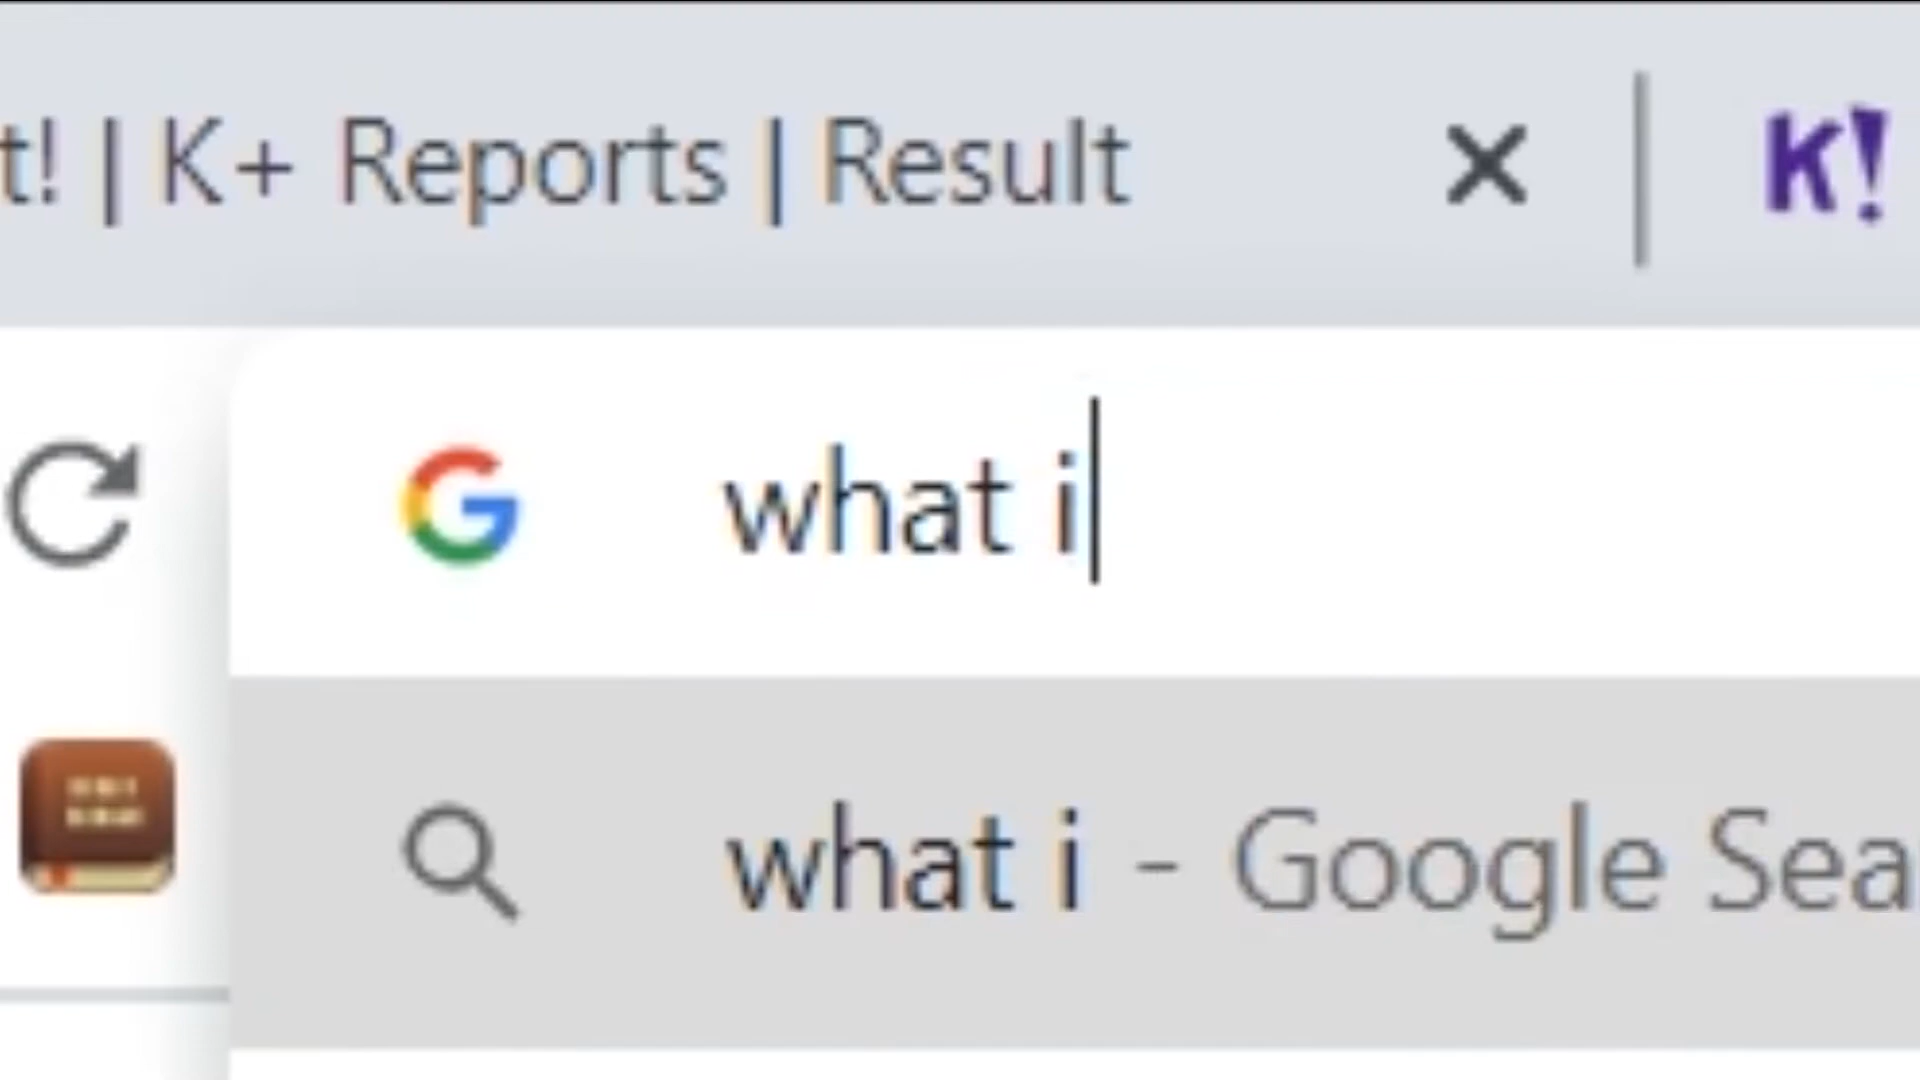 t! | K+ Reports | Result
K!
what i
what i - Google Sea